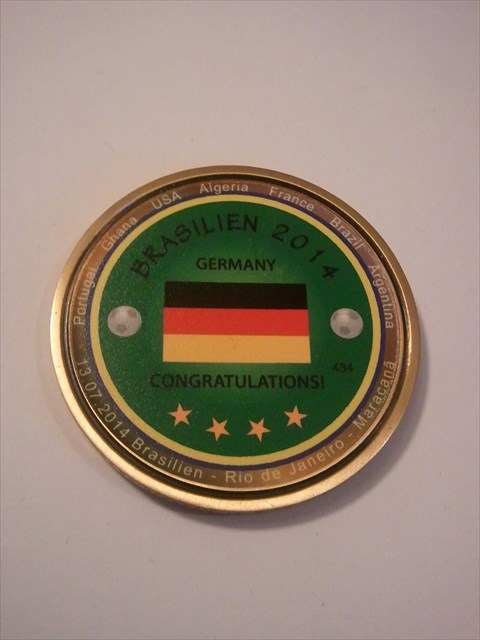 Portugal Ghana USA Algeria France Brazil Argentina
BRASILIEN 2014
GERMANY
434
CONGRATULATIONS!
13.07.2014 Brasilien - Rio de Janeiro - Maracanã